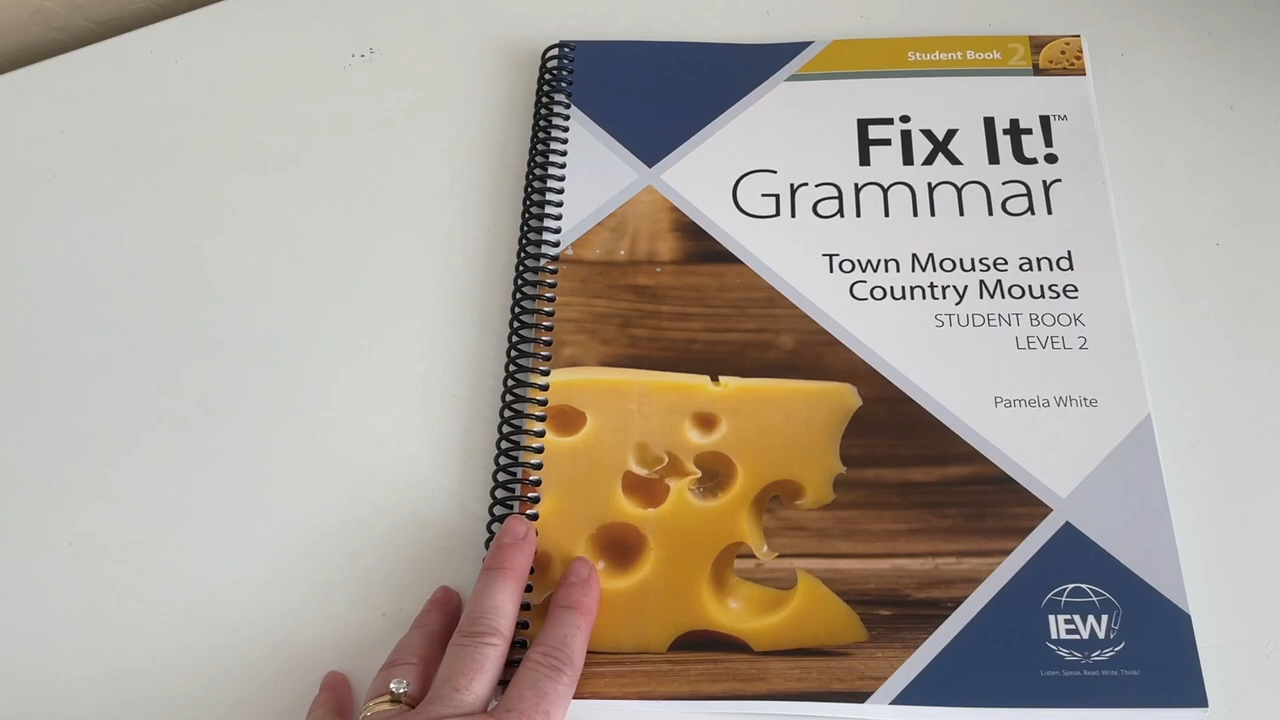 Student Book 2
Fix It!™
Grammar
Town Mouse and
Country Mouse
STUDENT BOOK
LEVEL 2
Pamela White
IEW
Listen. Speak. Read. Write. Think!